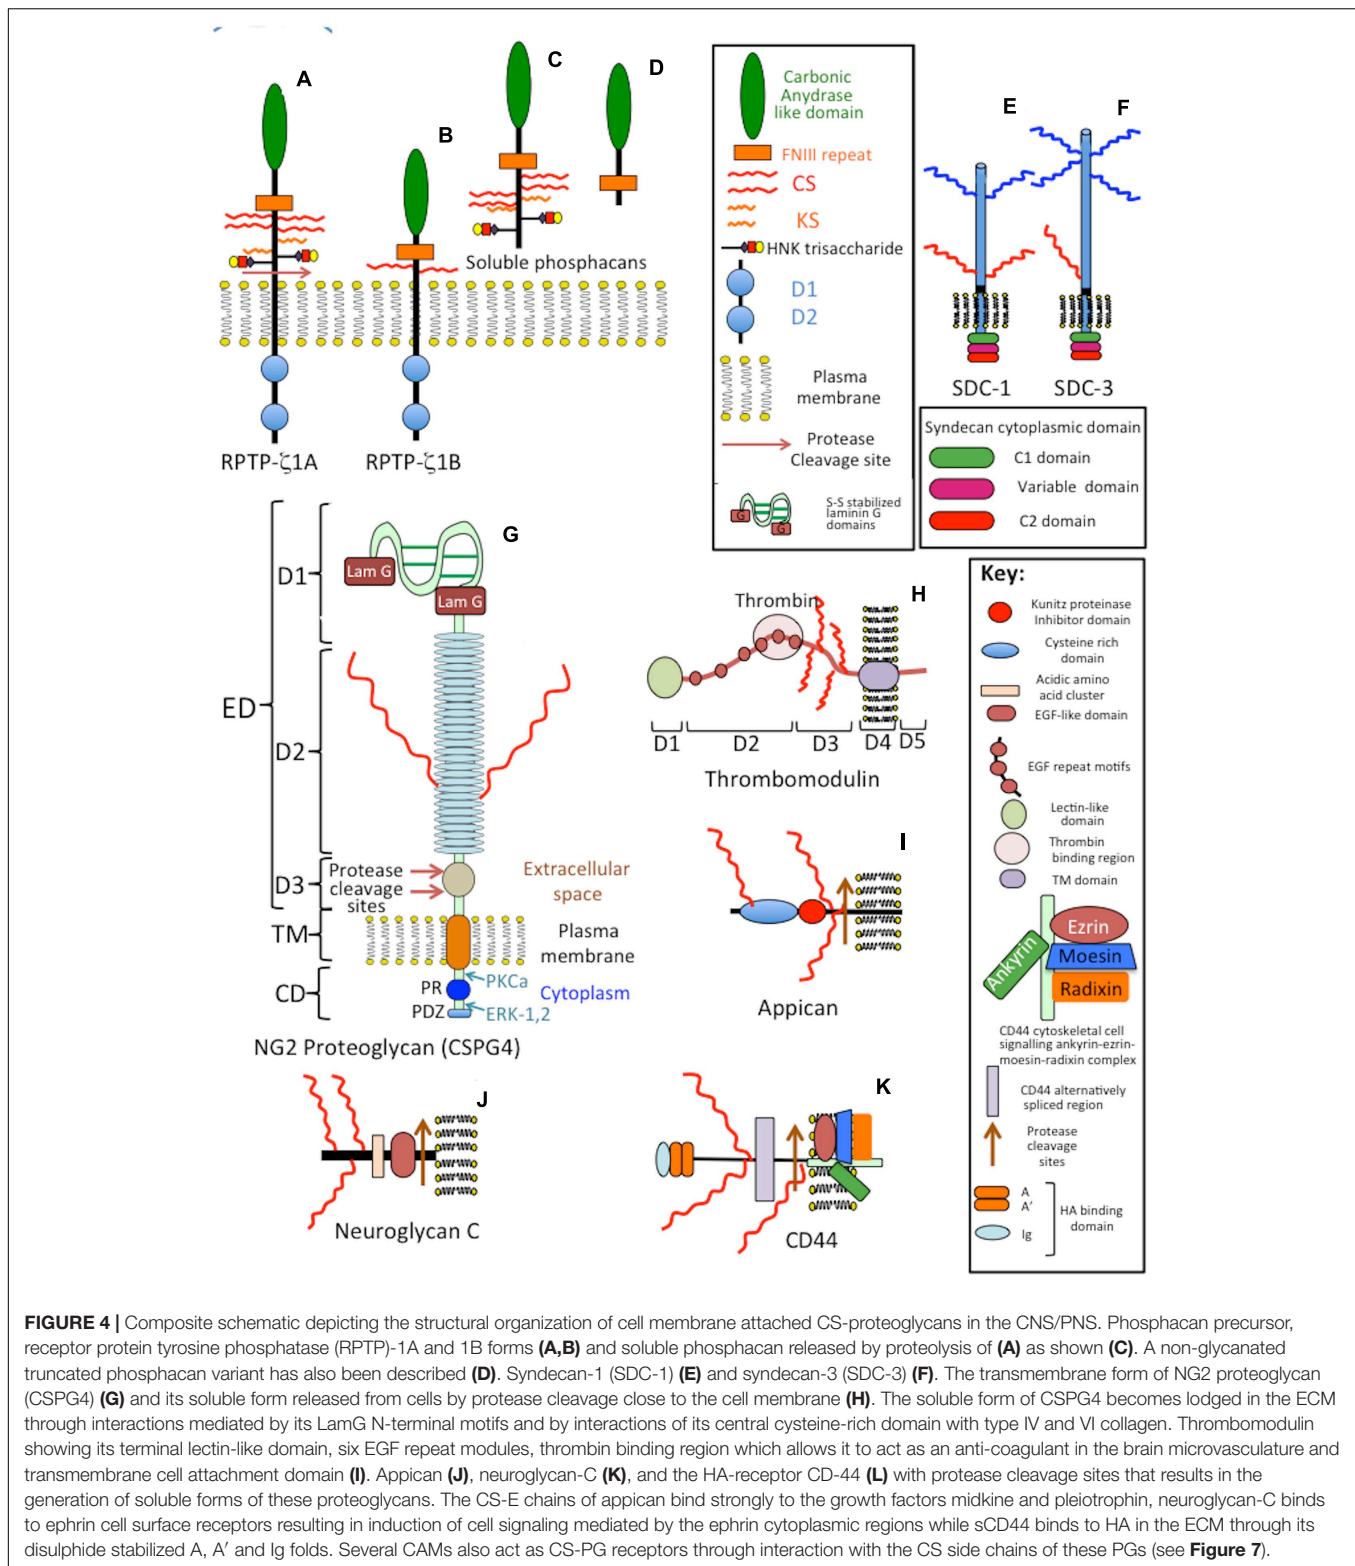 A
B
C
D
Soluble phosphacans
RPTP-ζ1A
RPTP-ζ1B
Carbonic
Anydrase
like domain
FNIII repeat
CS
KS
HNK trisaccharide
D1
D2
Plasma
membrane
Protease
Cleavage site
G
G
S-S stabilized
laminin G
domains
E
F
SDC-1
SDC-3
Syndecan cytoplasmic domain
C1 domain
Variable domain
C2 domain
G
ED
D1
Lam G
Lam G
D2
D3
Protease
cleavage
sites
Extracellular
space
TM
Plasma
membrane
CD
PR
PKCa
Cytoplasm
PDZ
ERK-1,2
NG2 Proteoglycan (CSPG4)
H
Thrombin
D1
D2
D3
D4
D5
Thrombomodulin
I
Appican
J
Neuroglycan C
K
CD44
Key:
Kunitz proteinase
Inhibitor domain
Cysteine rich
domain
Acidic amino
acid cluster
EGF-like domain
EGF repeat motifs
Lectin-like
domain
Thrombin
binding region
TM domain
Ankyrin
Ezrin
Moesin
Radixin
CD44 cytoskeletal cell
signalling ankyrin-ezrin-
moesin-radixin complex
CD44 alternatively
spliced region
Protease
cleavage
sites
A
A′
HA binding
domain
Ig
FIGURE 4 | Composite schematic depicting the structural organization of cell membrane attached CS-proteoglycans in the CNS/PNS. Phosphacan precursor,
receptor protein tyrosine phosphatase (RPTP)-1A and 1B forms (A,B) and soluble phosphacan released by proteolysis of (A) as shown (C). A non-glycanated
truncated phosphacan variant has also been described (D). Syndecan-1 (SDC-1) (E) and syndecan-3 (SDC-3) (F). The transmembrane form of NG2 proteoglycan
(CSPG4) (G) and its soluble form released from cells by protease cleavage close to the cell membrane (H). The soluble form of CSPG4 becomes lodged in the ECM
through interactions mediated by its LamG N-terminal motifs and by interactions of its central cysteine-rich domain with type IV and VI collagen. Thrombomodulin
showing its terminal lectin-like domain, six EGF repeat modules, thrombin binding region which allows it to act as an anti-coagulant in the brain microvasculature and
transmembrane cell attachment domain (I). Appican (J), neuroglycan-C (K), and the HA-receptor CD-44 (L) with protease cleavage sites that results in the
generation of soluble forms of these proteoglycans. The CS-E chains of appican bind strongly to the growth factors midkine and pleiotrophin, neuroglycan-C binds
to ephrin cell surface receptors resulting in induction of cell signaling mediated by the ephrin cytoplasmic regions while sCD44 binds to HA in the ECM through its
disulphide stabilized A, A′ and Ig folds. Several CAMs also act as CS-PG receptors through interaction with the CS side chains of these PGs (see Figure 7).